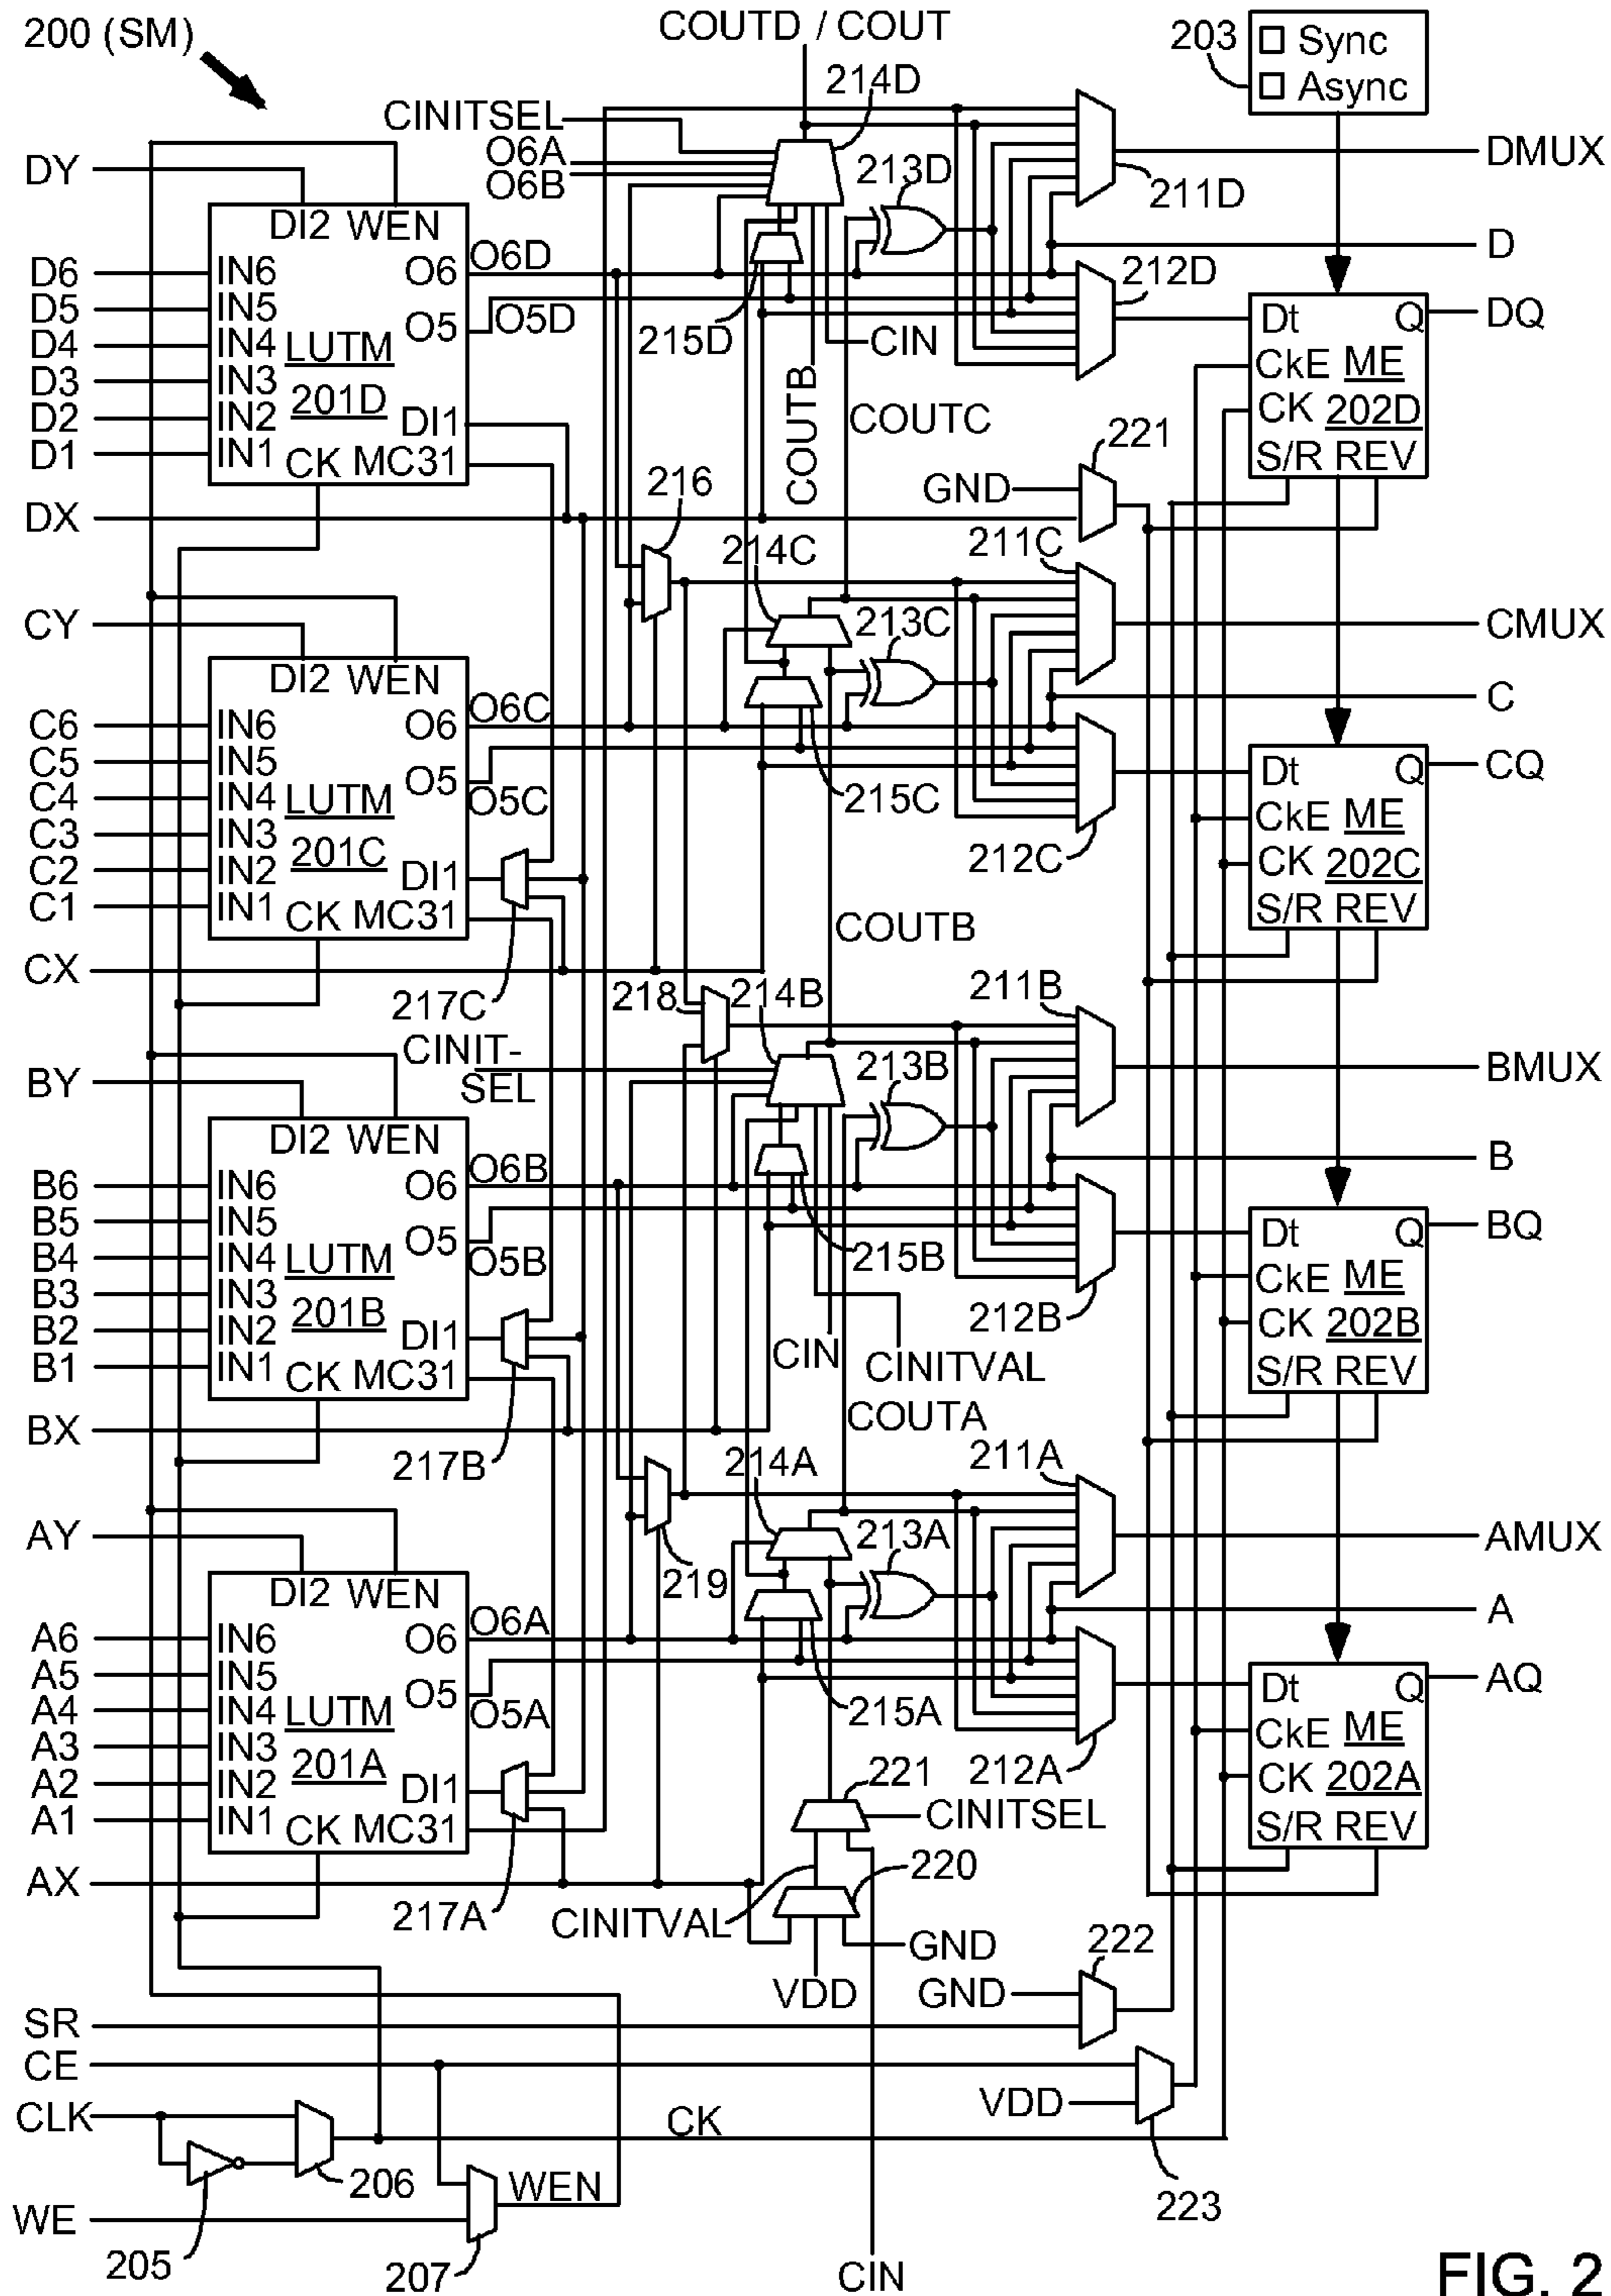 COUTD / COUT
200 (SM)
203
Sync
Async
214D
CINITSEL
O6A
O6B
213D
DMUX
211D
DY
DI2 WEN
D
D6
D5
D4
D3
D2
D1
IN6
IN5
IN4
IN3
IN2
IN1
LUTM
201D
O6
O5
DI1
CK MC31
O6D
O5D
215D
CIN
COUTB
COUTC
212D
Dt
Q
CkE ME
CK 202D
S/R REV
DQ
DX
216
GND
221
214C
211C
213C
CMUX
CY
DI2 WEN
C
C6
C5
C4
C3
C2
C1
IN6
IN5
IN4
IN3
IN2
IN1
LUTM
201C
O6
O5
DI1
CK MC31
O6C
O5C
215C
212C
Dt
Q
CkE ME
CK 202C
S/R REV
CQ
CX
217C
COUTB
218
214B
211B
CINIT-
SEL
213B
BMUX
BY
DI2 WEN
B
B6
B5
B4
B3
B2
B1
IN6
IN5
IN4
IN3
IN2
IN1
LUTM
201B
O6
O5
DI1
CK MC31
O6B
O5B
215B
212B
CIN
CINITVAL
Dt
Q
CkE ME
CK 202B
S/R REV
BQ
BX
217B
COUTA
214A
211A
213A
219
AMUX
AY
DI2 WEN
A
A6
A5
A4
A3
A2
A1
IN6
IN5
IN4
IN3
IN2
IN1
LUTM
201A
O6
O5
DI1
CK MC31
O6A
O5A
215A
212A
221
CINITSEL
Dt
Q
CkE ME
CK 202A
S/R REV
AQ
AX
217A
220
CINITVAL
GND
VDD
GND
222
SR
CE
VDD
CLK
CK
206
WEN
223
WE
205
207
CIN
FIG. 2